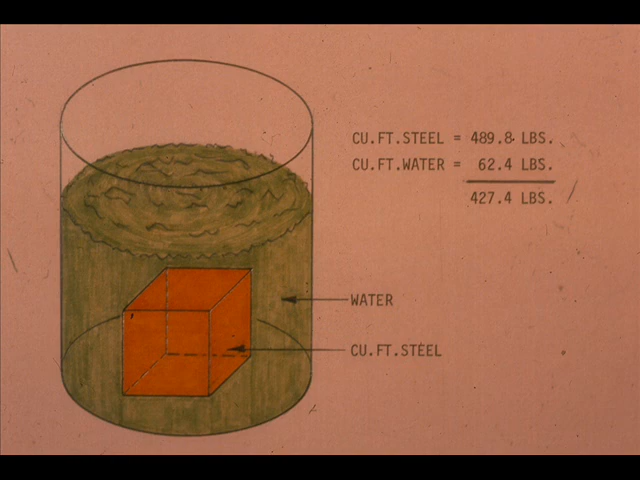 CU.FT.STEEL = 489.8 LBS.
CU.FT.WATER = 62.4 LBS.
427.4 LBS.
WATER
CU.FT.STEEL